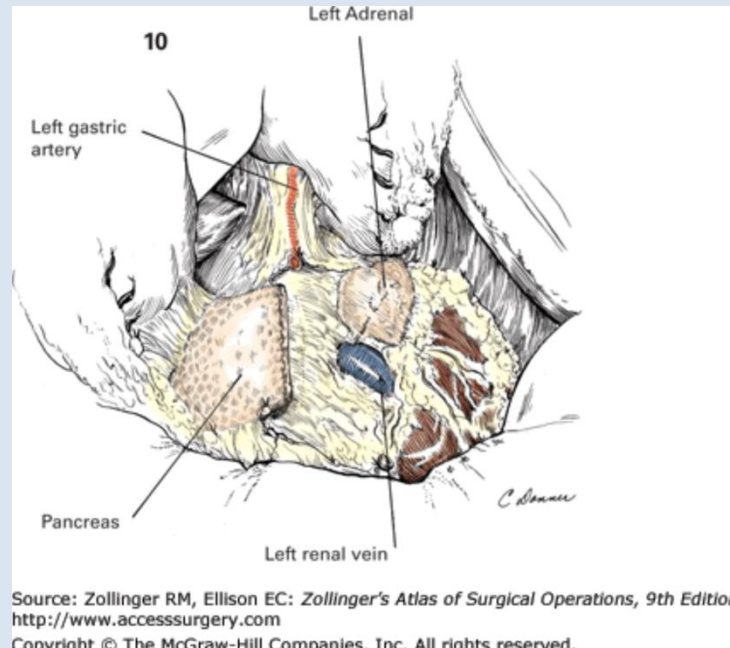 Left Adrenal
10
Left gastric
artery
Pancreas
C Donner
Left renal vein
Source: Zollinger RM, Ellison EC: Zollinger's Atlas of Surgical Operations, 9th
http://www.accesssurgery.com
Copyright © The McGraw-Hill Companies, Inc. All rights reserved.